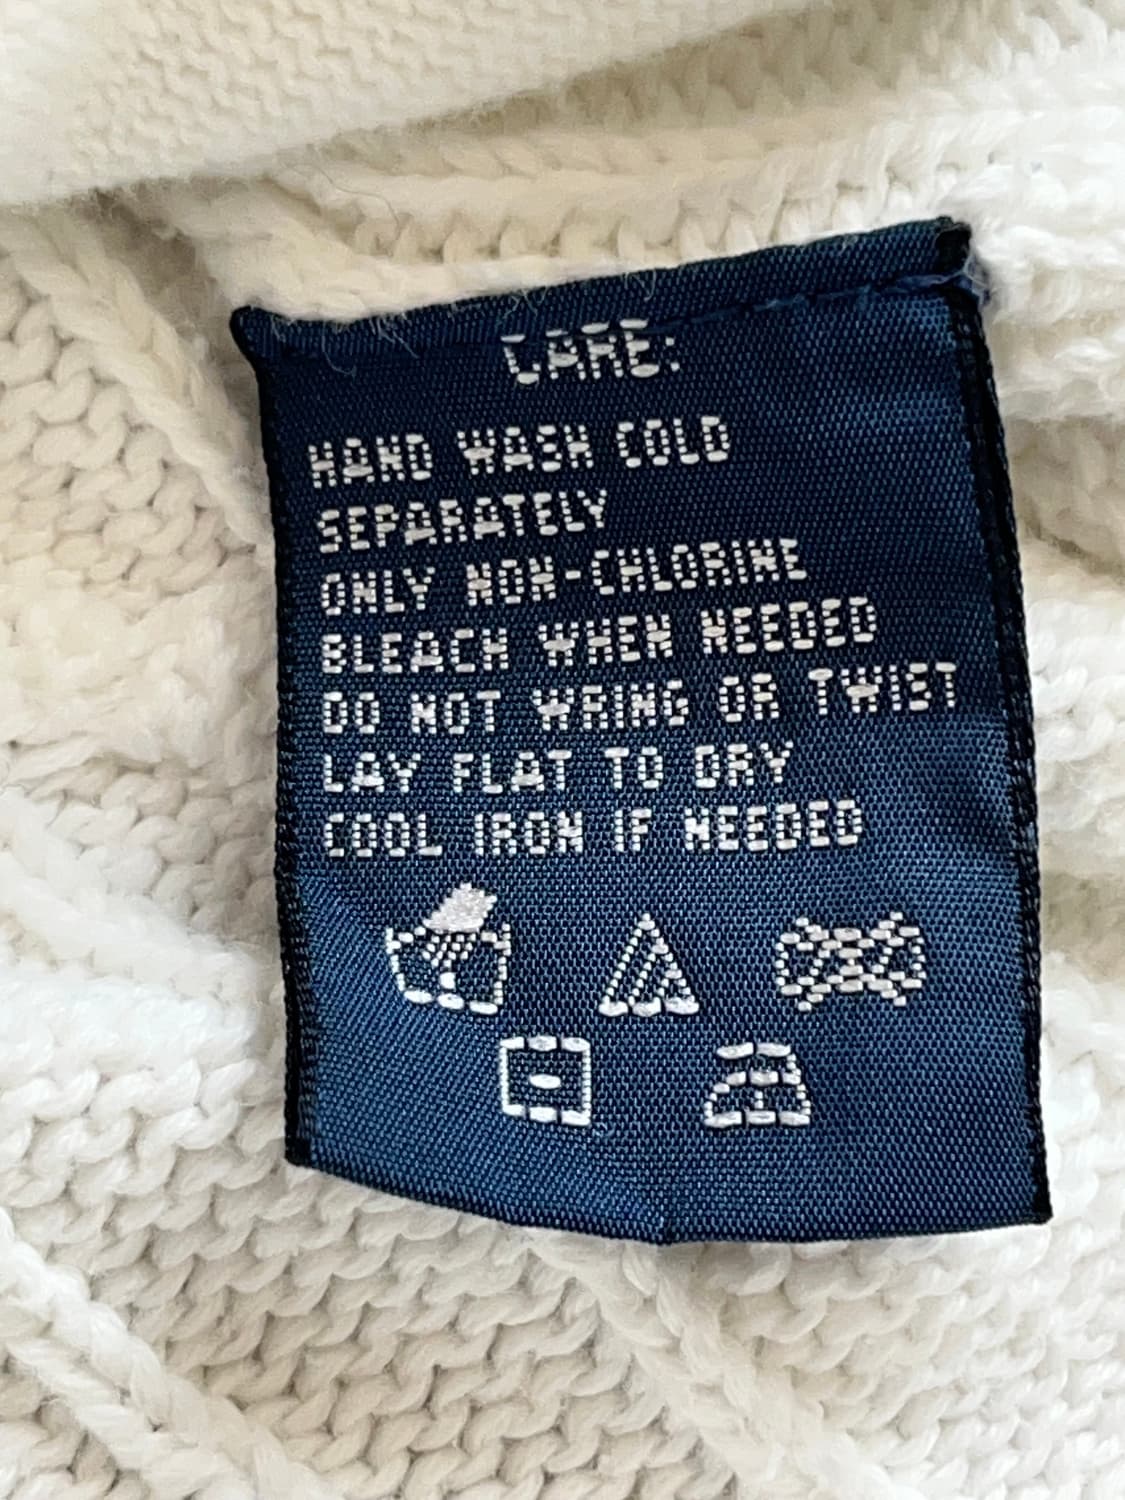 CARE:
HAND WASH COLD
SEPARATELY
ONLY NON-CHLORINE
BLEACH WHEN NEEDED
DO NOT WRING OR TWIST
LAY FLAT TO DRY
COOL IRON IF NEEDED